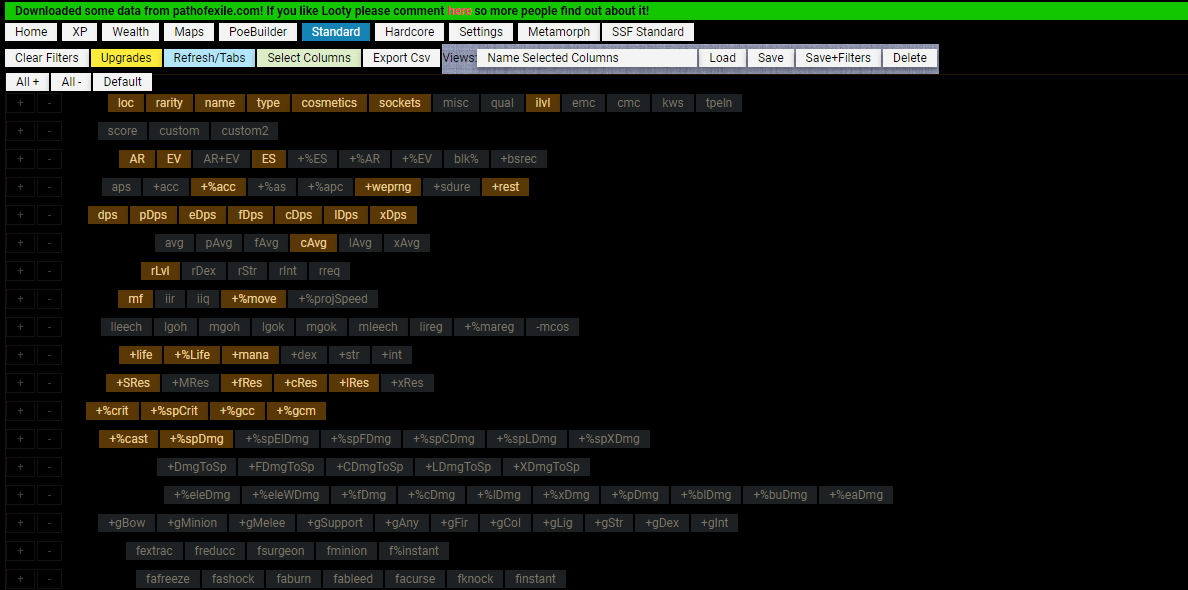 Downloaded some data from pathofexile.com! If you like Looty please comment here so more people find out about it!
Home XP Wealth Maps PoeBuilder Standard Hardcore Settings Metamorph SSF Standard
Clear Filters Upgrades Refresh/Tabs Select Columns Export Csv Views: Name Selected Columns Load Save Save+Filters Delete
All + All - Default
+ - loc rarity name type cosmetics sockets misc qual ilvl emc cmc kws tpeln
+ - score custom custom2
+ - AR EV AR+EV ES +%ES +%AR +%EV blk% +bsrec
+ - aps +acc +%acc +%as +%apc +weprng +sdure +rest
+ - dps pDps eDps fDps cDps lDps xDps
+ - avg pAvg fAvg cAvg lAvg xAvg
+ - rLvl rDex rStr rInt rreq
+ - mf iir iiq +%move +%projSpeed
+ - lleech lgoh mgoh lgok mgok mleech lireg +%mareg -mcos
+ - +life +%Life +mana +dex +str +int
+ - +SRes +MRes +fRes +cRes +lRes +xRes
+ - +%crit +%spCrit +%gcc +%gcm
+ - +%cast +%spDmg +%spElDmg +%spFDmg +%spCDmg +%spLDmg +%spXDmg
+ - +DmgToSp +FDmgToSp +CDmgToSp +LDmgToSp +XDmgToSp
+ - +%eleDmg +%eleWDmg +%fDmg +%cDmg +%lDmg +%xDmg +%pDmg +%blDmg +%buDmg +%eaDmg
+ - +gBow +gMinion +gMelee +gSupport +gAny +gFir +gCol +gLig +gStr +gDex +gInt
+ - fextrac freducc fsurgeon fminion f%instant
+ - fafreeze fashock faburn fableed facurse fknock finstant